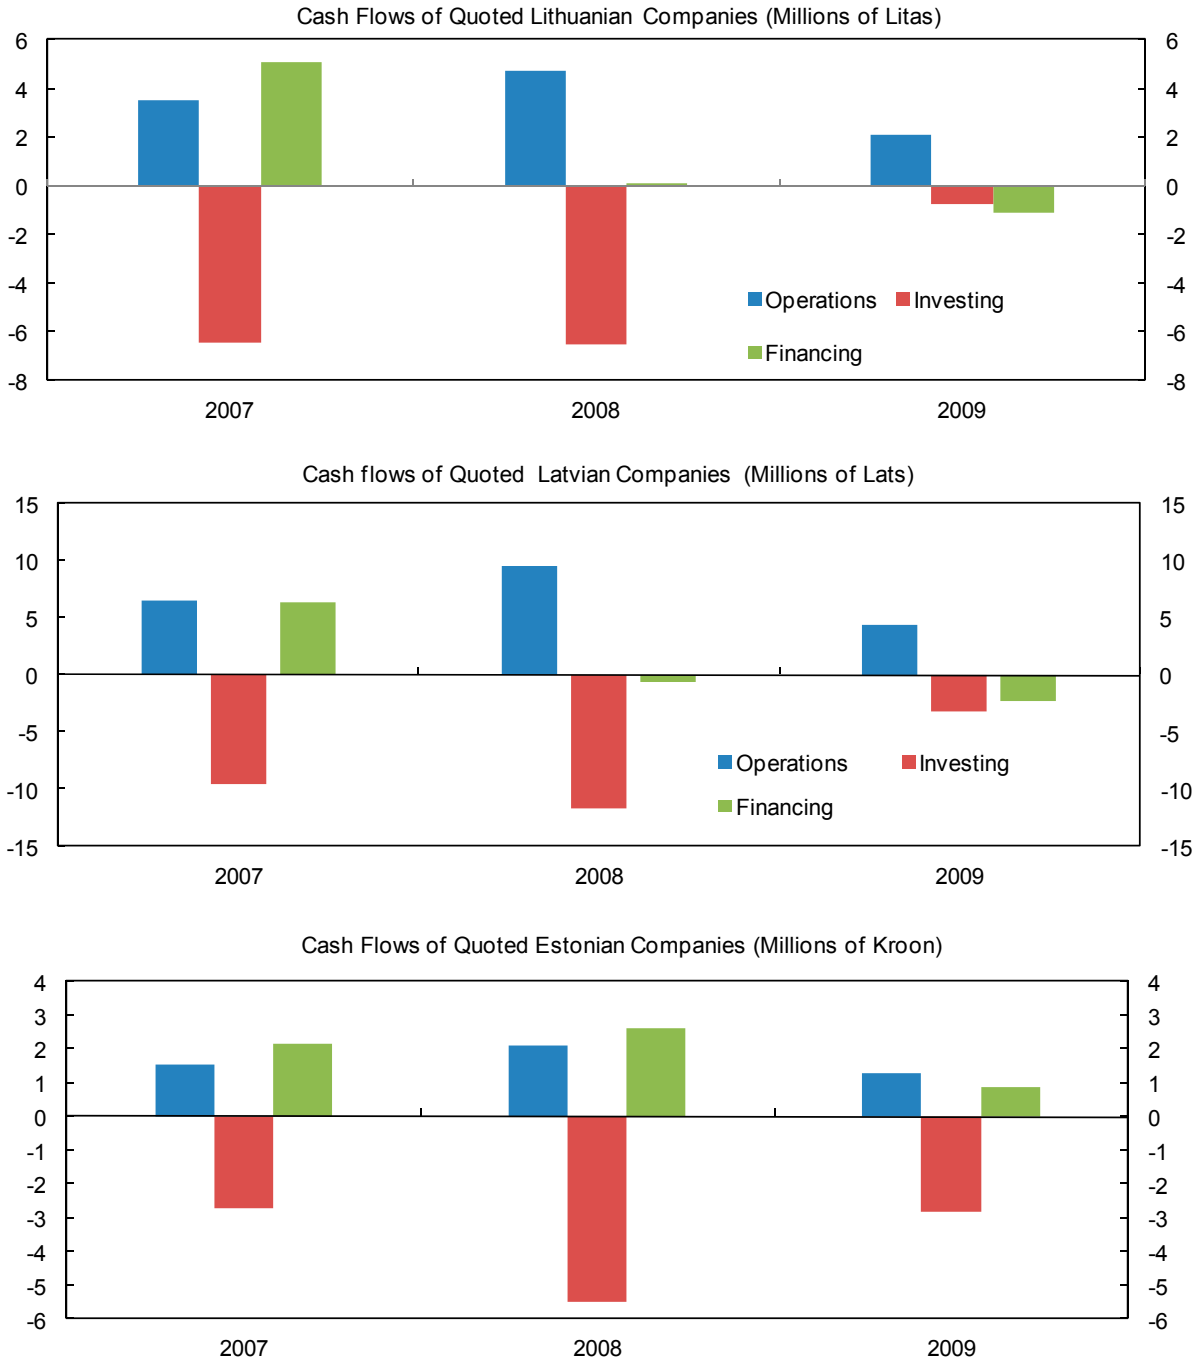 Cash Flows of Quoted Lithuanian Companies (Millions of Litas)
6 6
4 4
2 2
0 0
-2 -2
-4 -4
Operations Investing
-6 -6
Financing
-8 -8
2007 2008 2009
Cash flows of Quoted Latvian Companies (Millions of Lats)
15 15
10 10
5 5
0 0
-5 -5
Operations Investing
-10 -10
Financing
-15 -15
2007 2008 2009
Cash Flows of Quoted Estonian Companies (Millions of Kroon)
4 4
3 3
2 2
1 1
0 0
-1 -1
-2 -2
-3 -3
-4 -4
-5 -5
-6 -6
2007 2008 2009